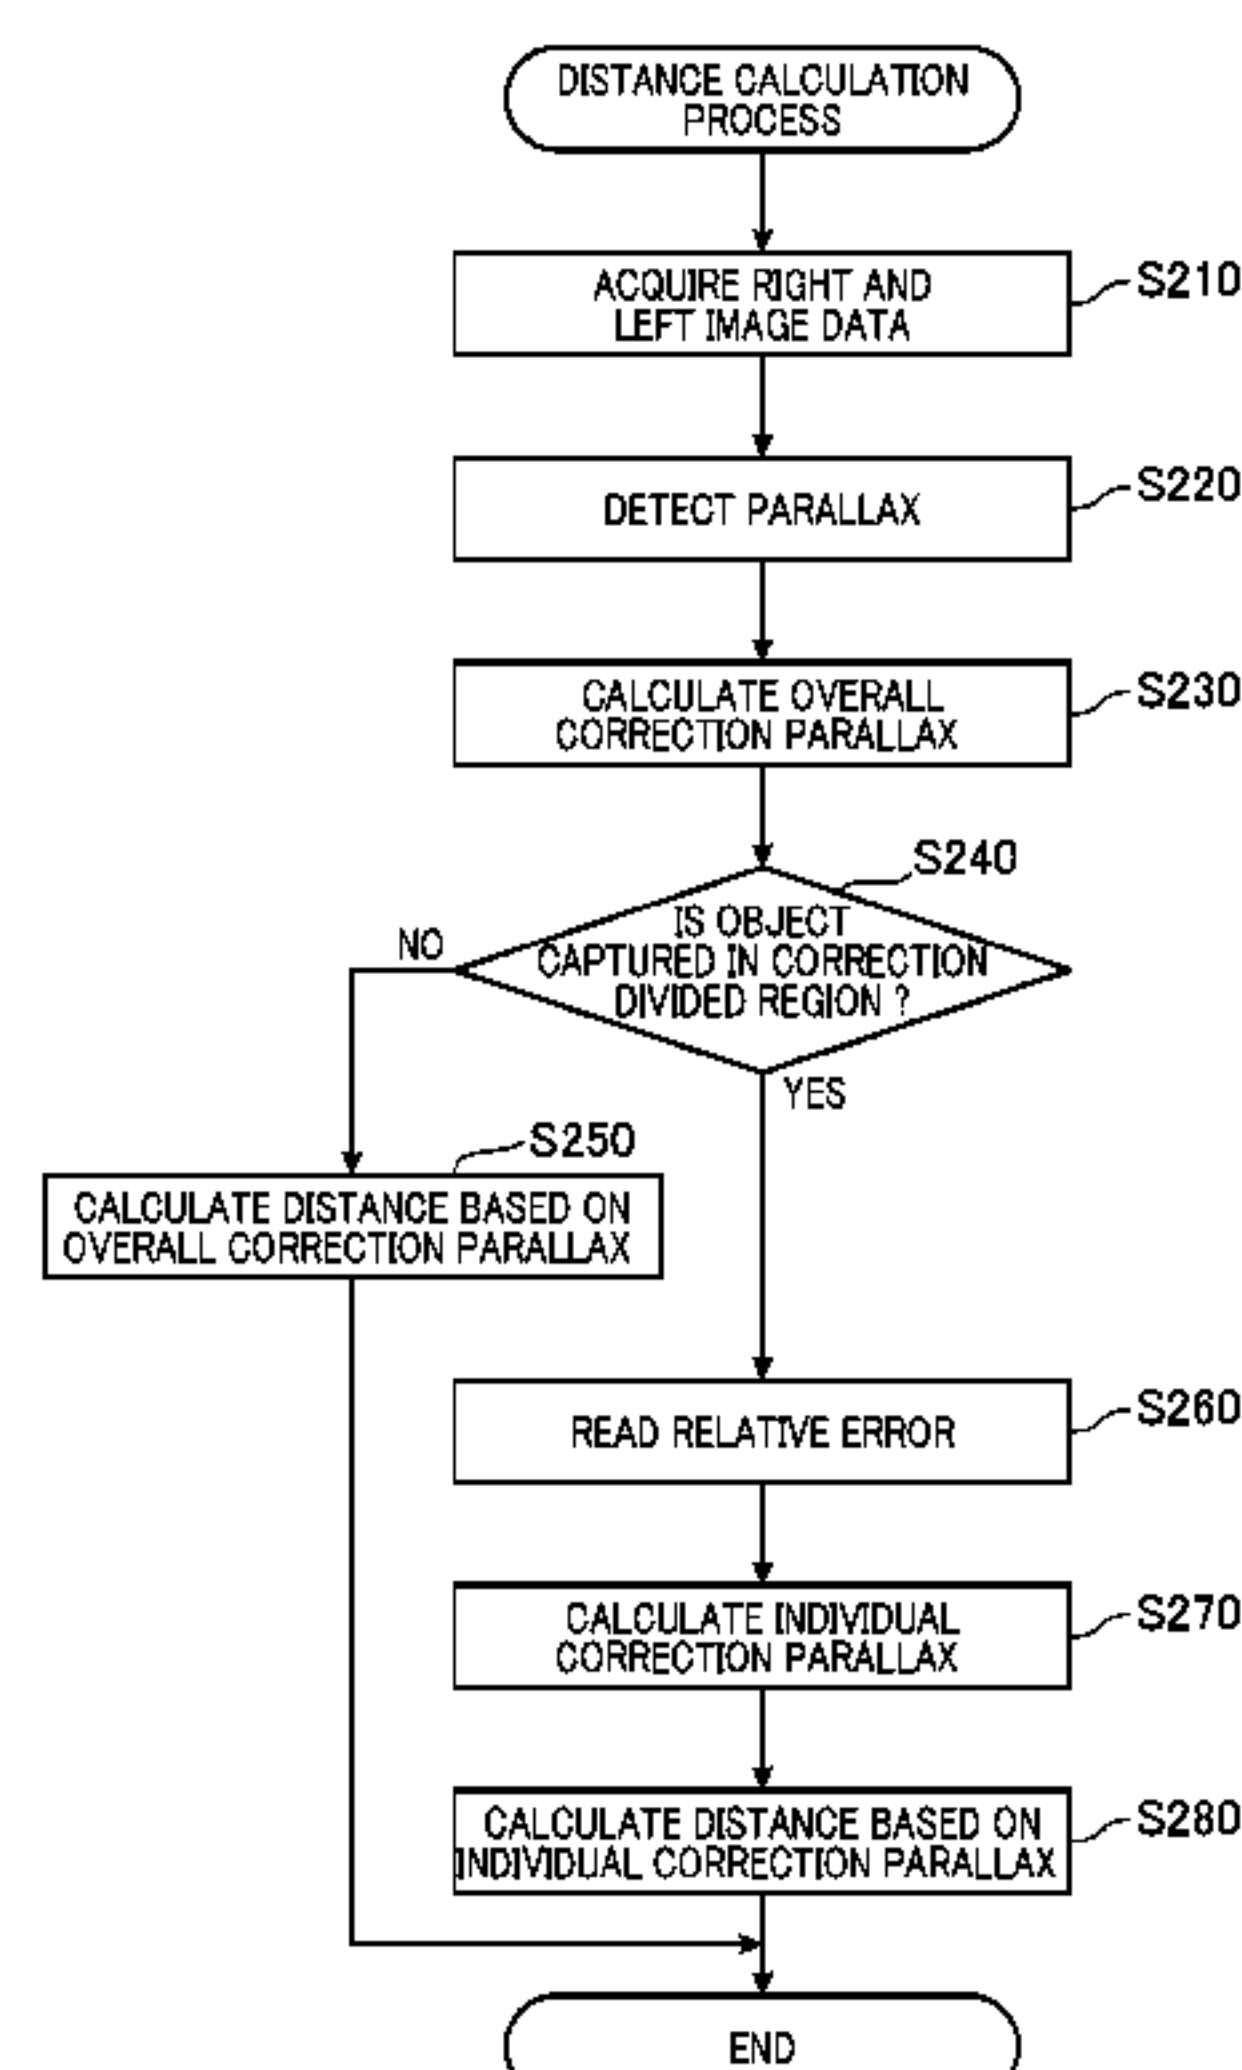 DISTANCE CALCULATION
PROCESS
ACQUIRE RIGHT AND
LEFT IMAGE DATA
S210
DETECT PARALLAX
S220
CALCULATE OVERALL
CORRECTION PARALLAX
S230
S240
IS OBJECT
CAPTURED IN CORRECTION
DIVIDED REGION ?
NO
YES
S250
CALCULATE DISTANCE BASED ON
OVERALL CORRECTION PARALLAX
READ RELATIVE ERROR
S260
CALCULATE INDIVIDUAL
CORRECTION PARALLAX
S270
CALCULATE DISTANCE BASED ON
INDIVIDUAL CORRECTION PARALLAX
S280
END